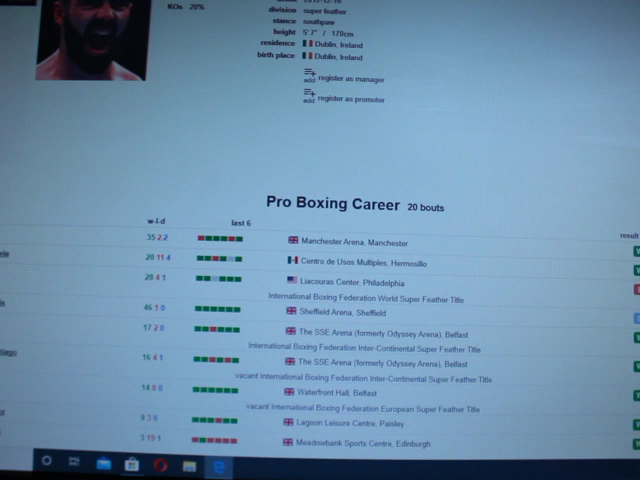 KOs 20%
division super feather
stance southpaw
height 5' 7" / 170cm
residence Dublin, Ireland
birth place Dublin, Ireland
add register as manager
add register as promoter
Pro Boxing Career 20 bouts
w-l-d last 6 result
35 2 2 Manchester Arena, Manchester
20 11 4 Centro de Usos Multiples, Hermosillo
28 4 1 Liacouras Center, Philadelphia
International Boxing Federation World Super Feather Title
46 1 0 Sheffield Arena, Sheffield
17 2 0 The SSE Arena (formerly Odyssey Arena), Belfast
International Boxing Federation Inter-Continental Super Feather Title
16 4 1 The SSE Arena (formerly Odyssey Arena), Belfast
vacant International Boxing Federation Inter-Continental Super Feather Title
14 0 0 Waterfront Hall, Belfast
vacant International Boxing Federation European Super Feather Title
9 3 0 Lagoon Leisure Centre, Paisley
3 19 1 Meadowbank Sports Centre, Edinburgh